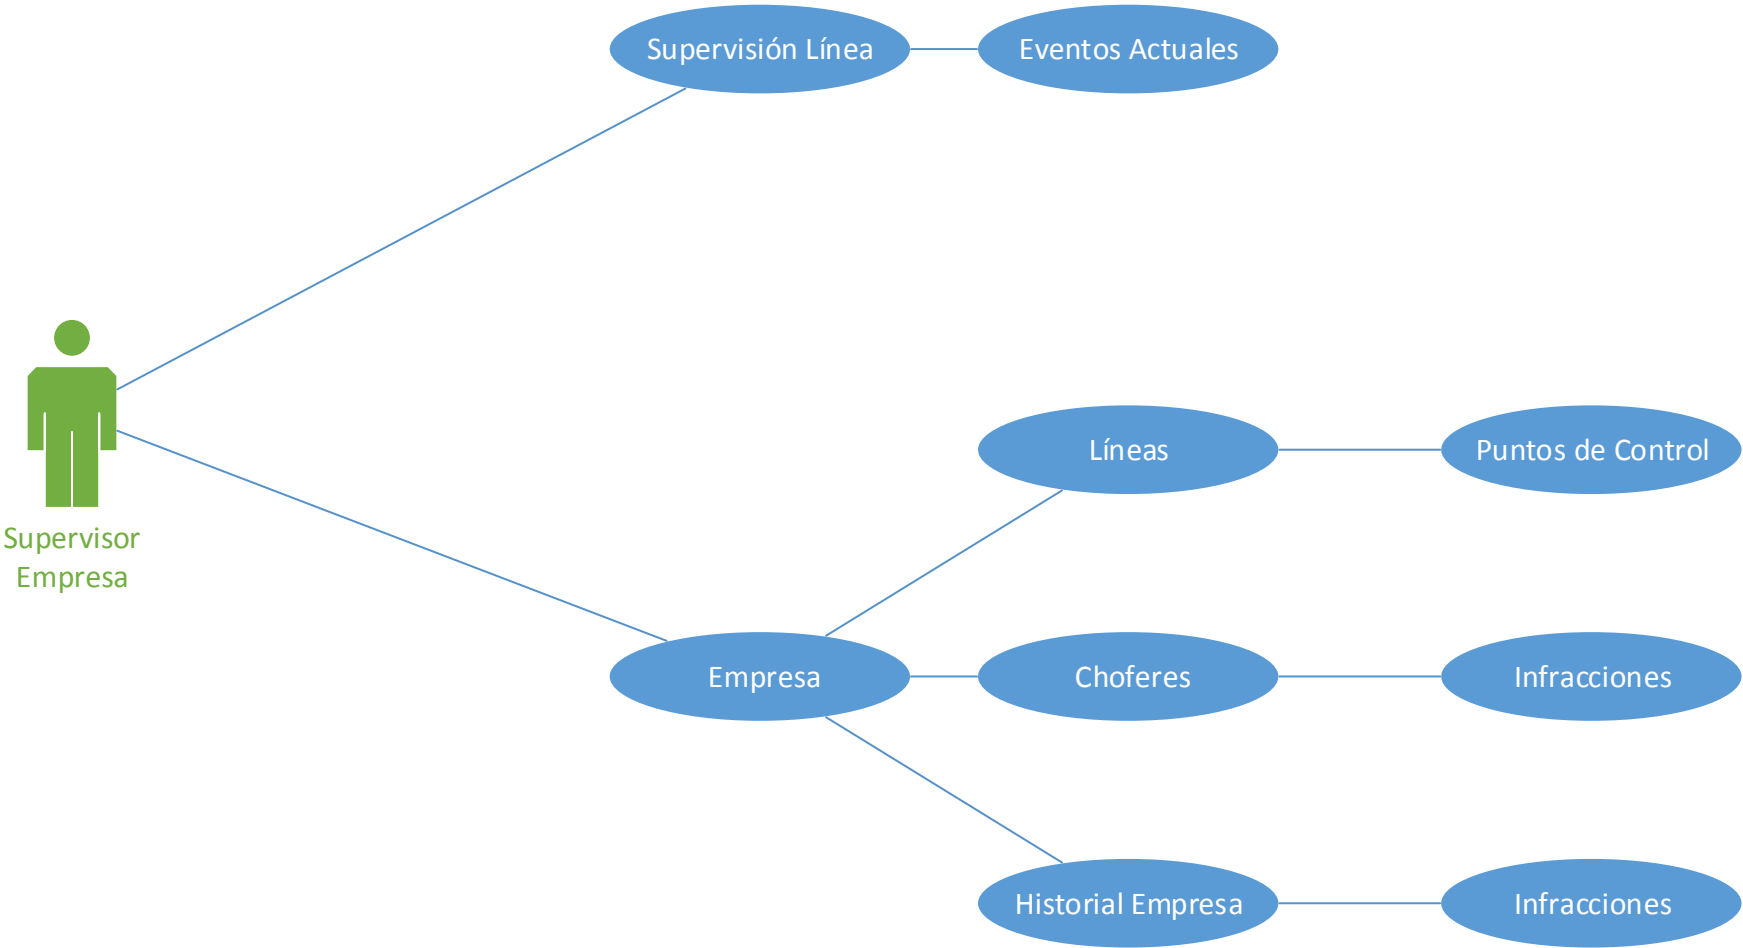 Supervisión Línea
Eventos Actuales
Líneas
Puntos de Control
Supervisor
Empresa
Empresa
Choferes
Infracciones
Historial Empresa
Infracciones